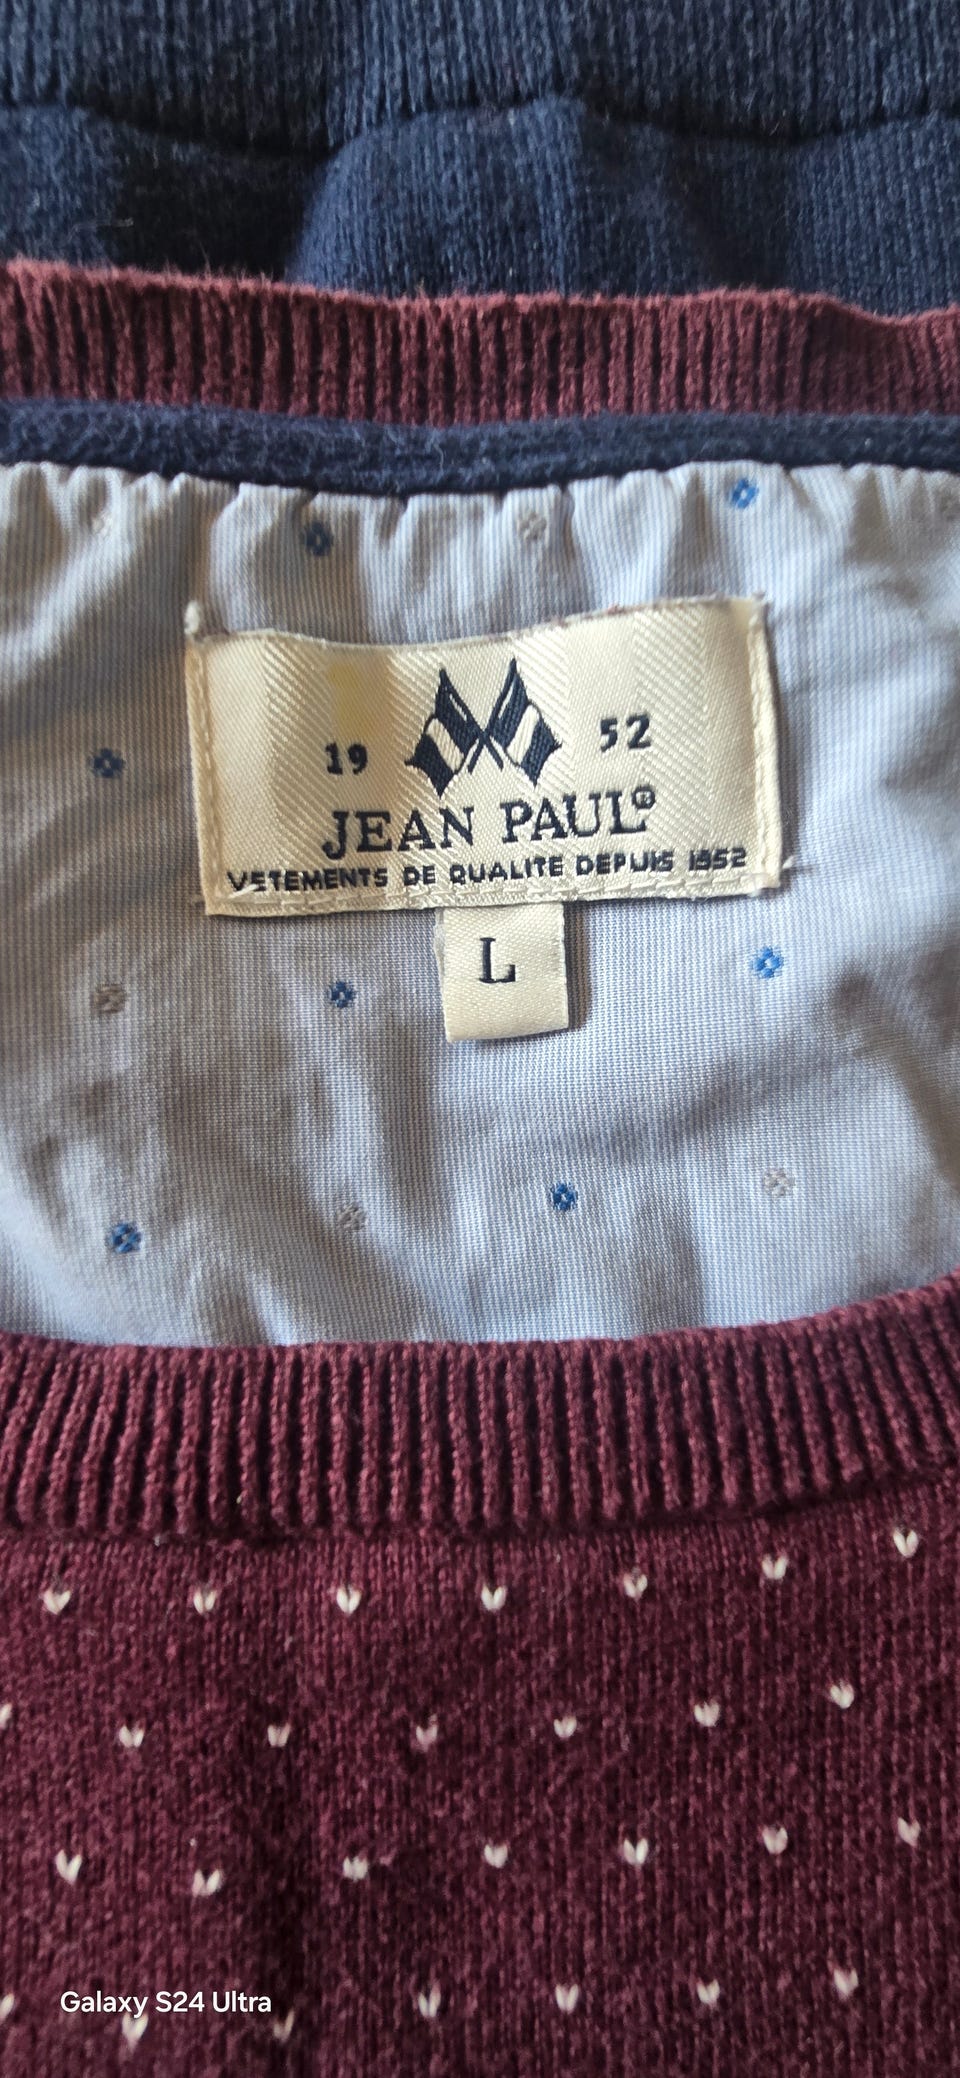 19 52
JEAN PAUL®
VETEMENTS DE QUALITE DEPUIS 1952
L
Galaxy S24 Ultra